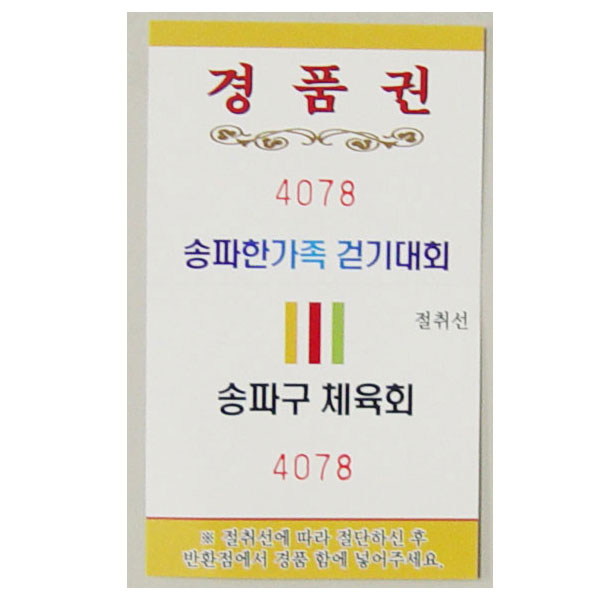 경품권
4078
송파한가족 걷기대회
절취선
송파구 체육회
4078
※ 절취선에 따라 절단하신 후
반환점에서 경품 함에 넣어주세요.